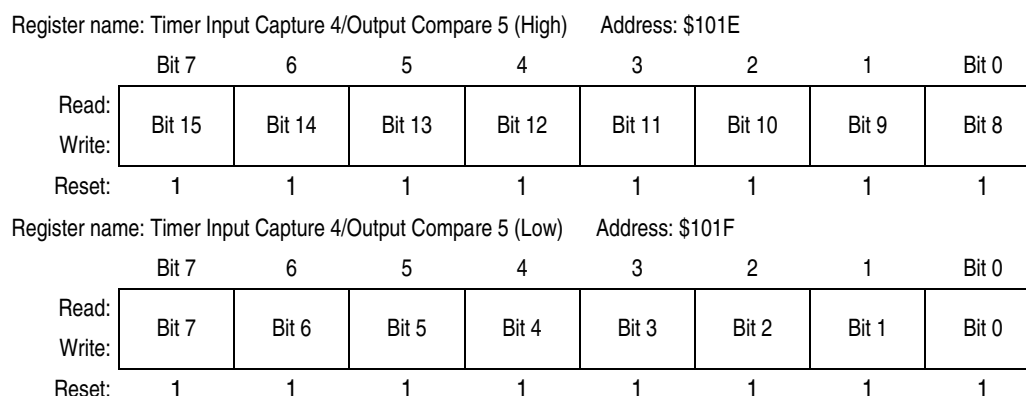 Register name: Timer Input Capture 4/Output Compare 5 (High) Address: $101E
Bit 7 6 5 4 3 2 1 Bit 0
Read:
Bit 15 Bit 14 Bit 13 Bit 12 Bit 11 Bit 10 Bit 9 Bit 8
Write:
Reset: 1 1 1 1 1 1 1 1
Register name: Timer Input Capture 4/Output Compare 5 (Low) Address: $101F
Bit 7 6 5 4 3 2 1 Bit 0
Read:
Bit 7 Bit 6 Bit 5 Bit 4 Bit 3 Bit 2 Bit 1 Bit 0
Write:
Reset: 1 1 1 1 1 1 1 1